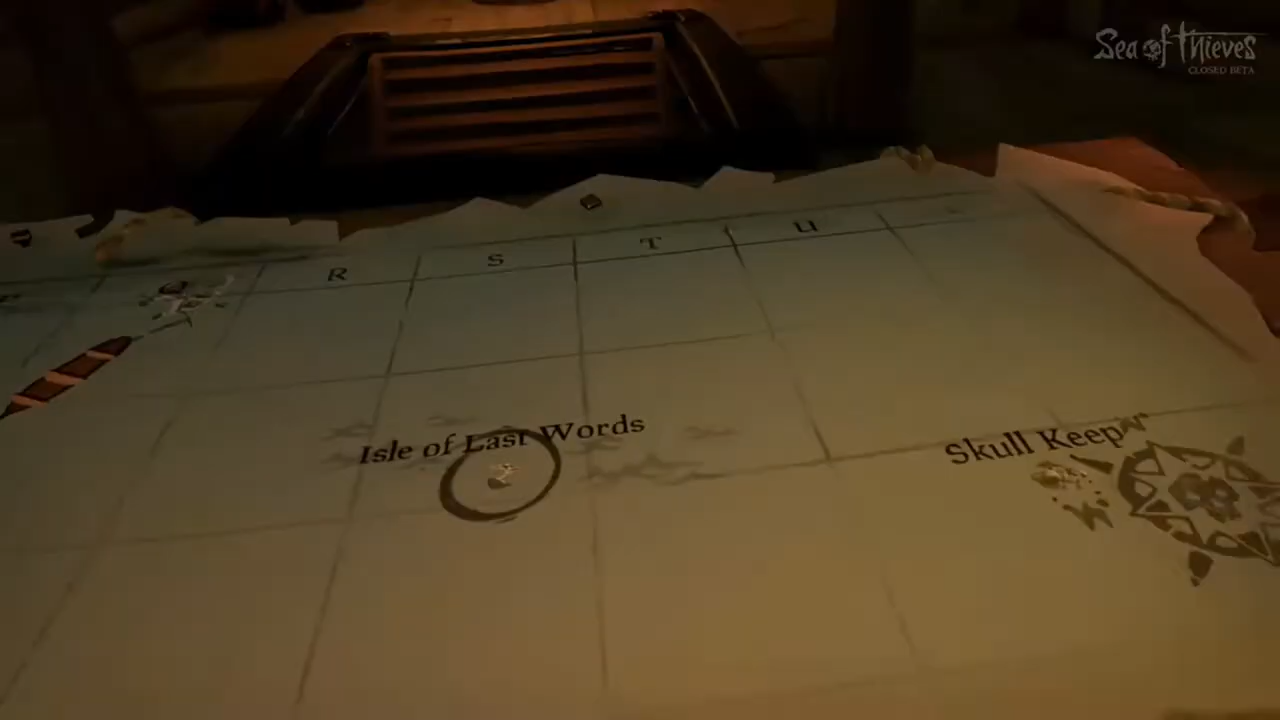 Sea of Thieves
CLOSED BETA
R S T U
Isle of Last Words
Skull Keep